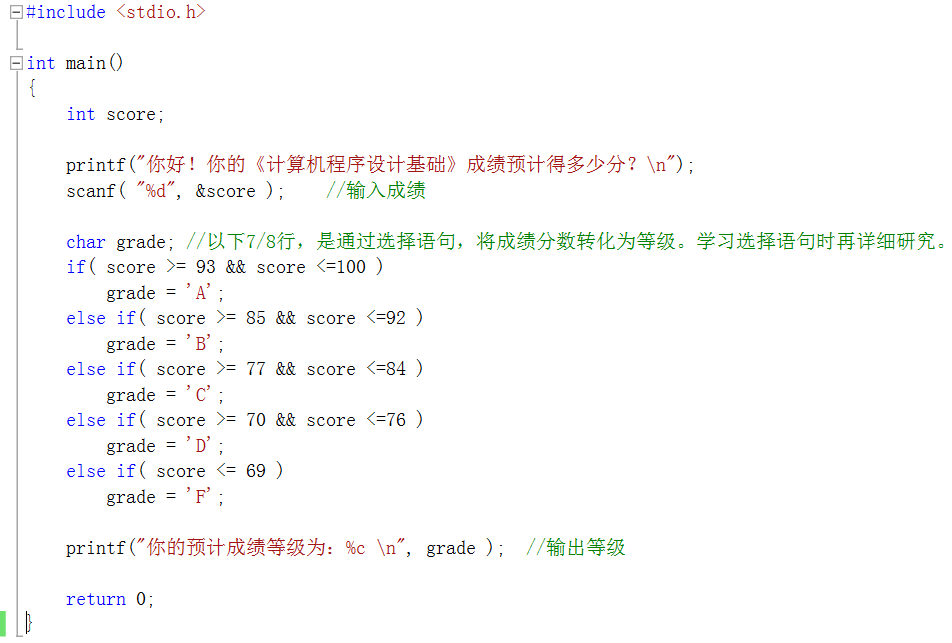 #include <stdio.h>
int main()
{
int score;
printf("你好！你的《计算机程序设计基础》成绩预计得多少分？\n");
scanf( "%d", &score ); //输入成绩
char grade; //以下7/8行，是通过选择语句，将成绩分数转化为等级。学习选择语句时再详细研究。
if( score >= 93 && score <=100 )
grade = 'A';
else if( score >= 85 && score <=92 )
grade = 'B';
else if( score >= 77 && score <=84 )
grade = 'C';
else if( score >= 70 && score <=76 )
grade = 'D';
else if( score <= 69 )
grade = 'F';
printf("你的预计成绩等级为：%c \n", grade ); //输出等级
return 0;
}